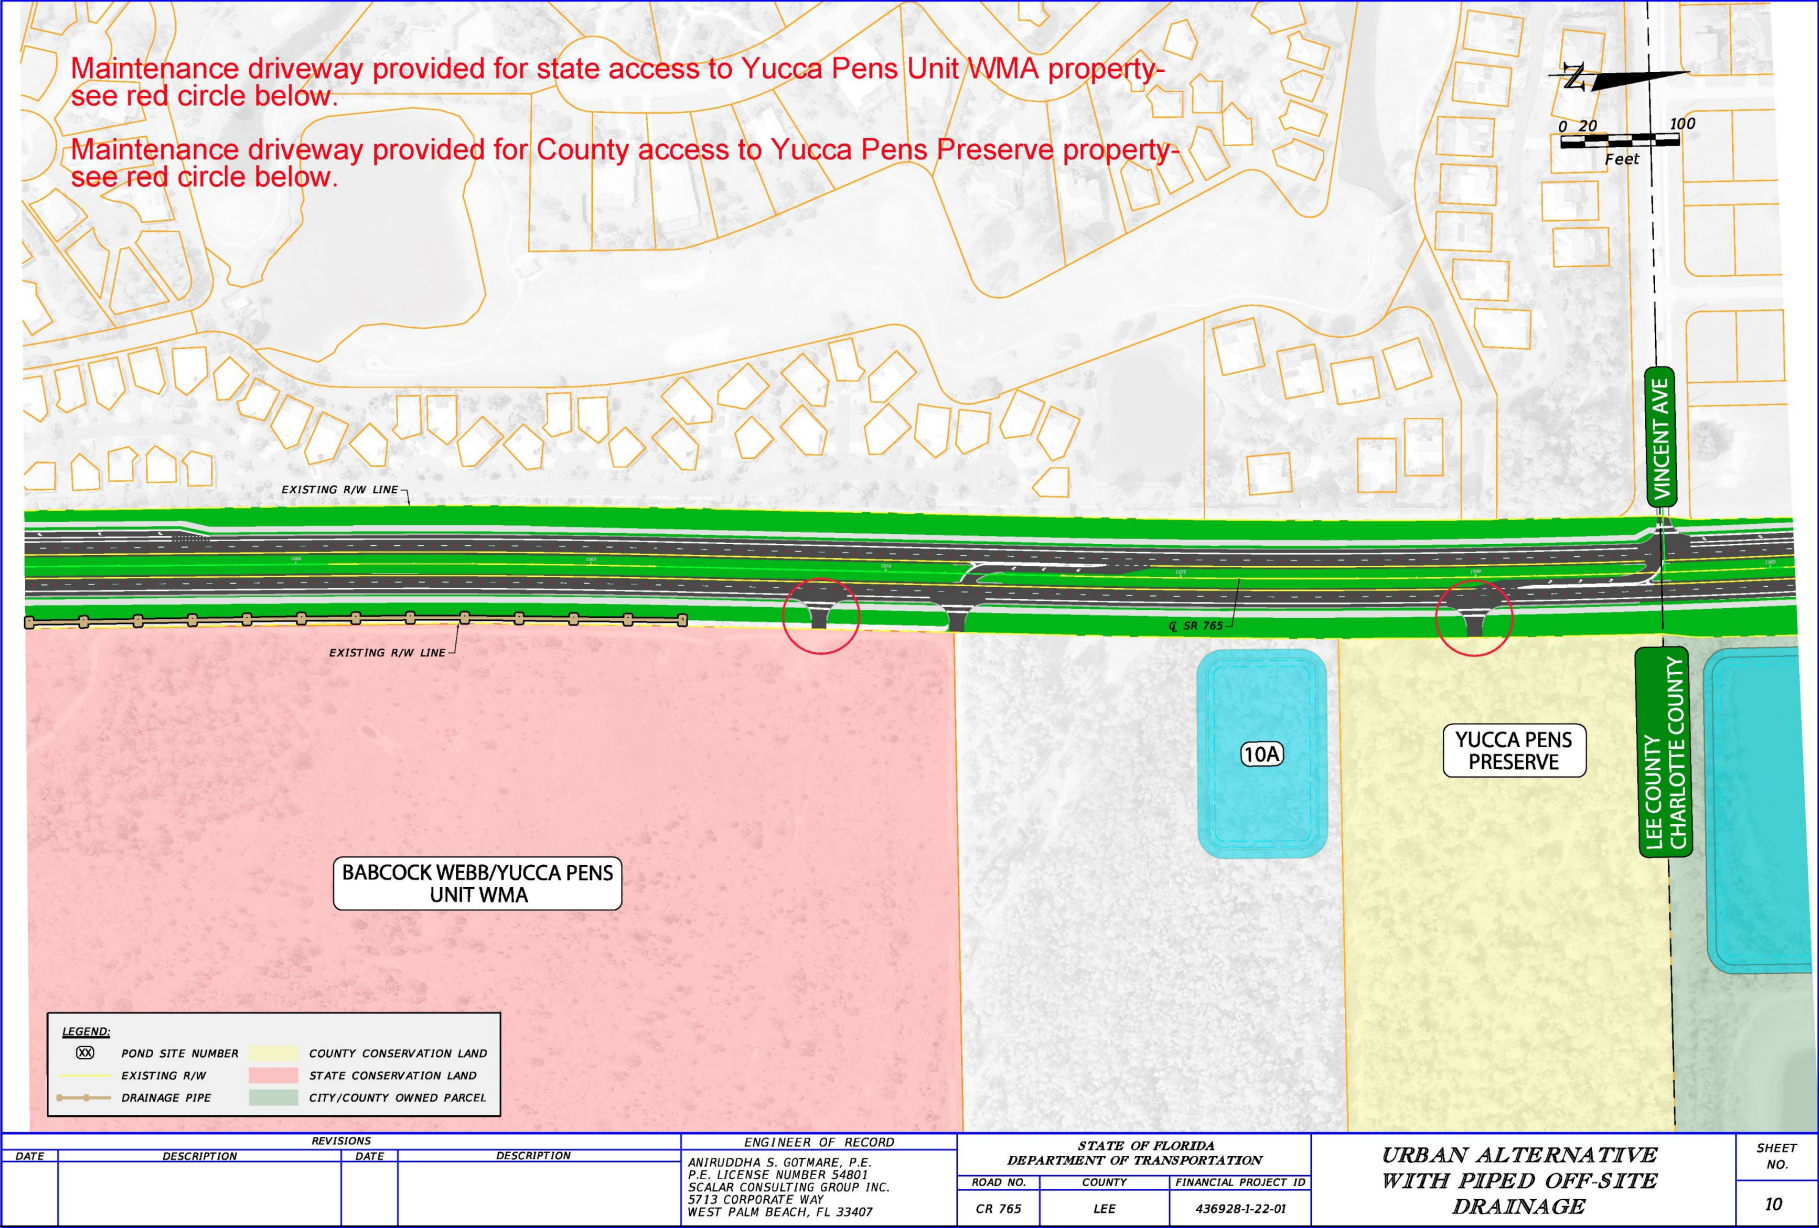 Maintenance driveway provided for state access to Yucca Pens Unit WMA property-
see red circle below.
Maintenance driveway provided for County access to Yucca Pens Preserve property-
see red circle below.
N
0 20 100
Feet
VINCENT AVE
EXISTING R/W LINE
EXISTING R/W LINE
℄ SR 765
10A
YUCCA PENS
PRESERVE
LEE COUNTY
CHARLOTTE COUNTY
BABCOCK WEBB/YUCCA PENS
UNIT WMA
LEGEND:
XX POND SITE NUMBER
EXISTING R/W
DRAINAGE PIPE
COUNTY CONSERVATION LAND
STATE CONSERVATION LAND
CITY/COUNTY OWNED PARCEL
REVISIONS
DATE DESCRIPTION DATE DESCRIPTION
ENGINEER OF RECORD
ANIRUDDHA S. GOTMARE, P.E.
P.E. LICENSE NUMBER 54801
SCALAR CONSULTING GROUP INC.
5713 CORPORATE WAY
WEST PALM BEACH, FL 33407
STATE OF FLORIDA
DEPARTMENT OF TRANSPORTATION
ROAD NO. COUNTY FINANCIAL PROJECT ID
CR 765 LEE 436928-1-22-01
URBAN ALTERNATIVE
WITH PIPED OFF-SITE
DRAINAGE
SHEET
NO.
10